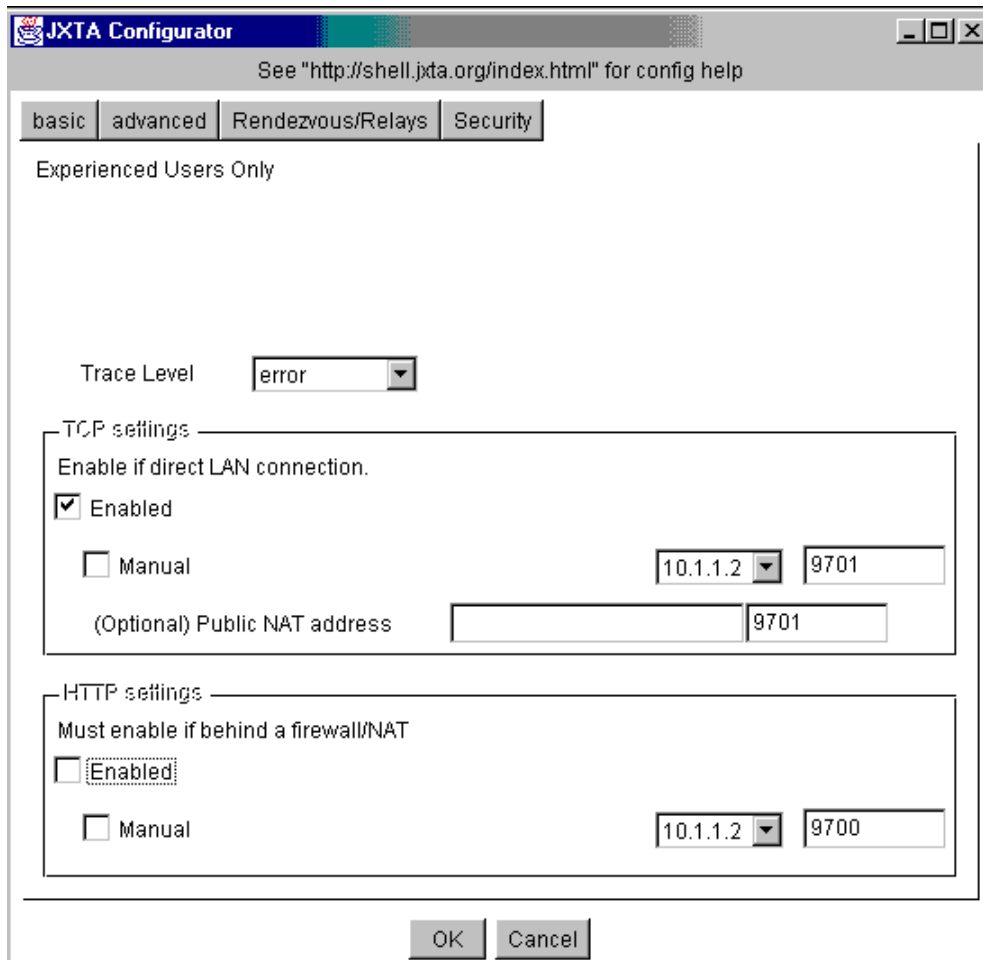 JXTA Configurator
See "http://shell.jxta.org/index.html" for config help
basic advanced Rendezvous/Relays Security
Experienced Users Only
Trace Level error
TCP settings
Enable if direct LAN connection.
Enabled
Manual 10.1.1.2 9701
(Optional) Public NAT address 9701
HTTP settings
Must enable if behind a firewall/NAT
Enabled
Manual 10.1.1.2 9700
OK Cancel